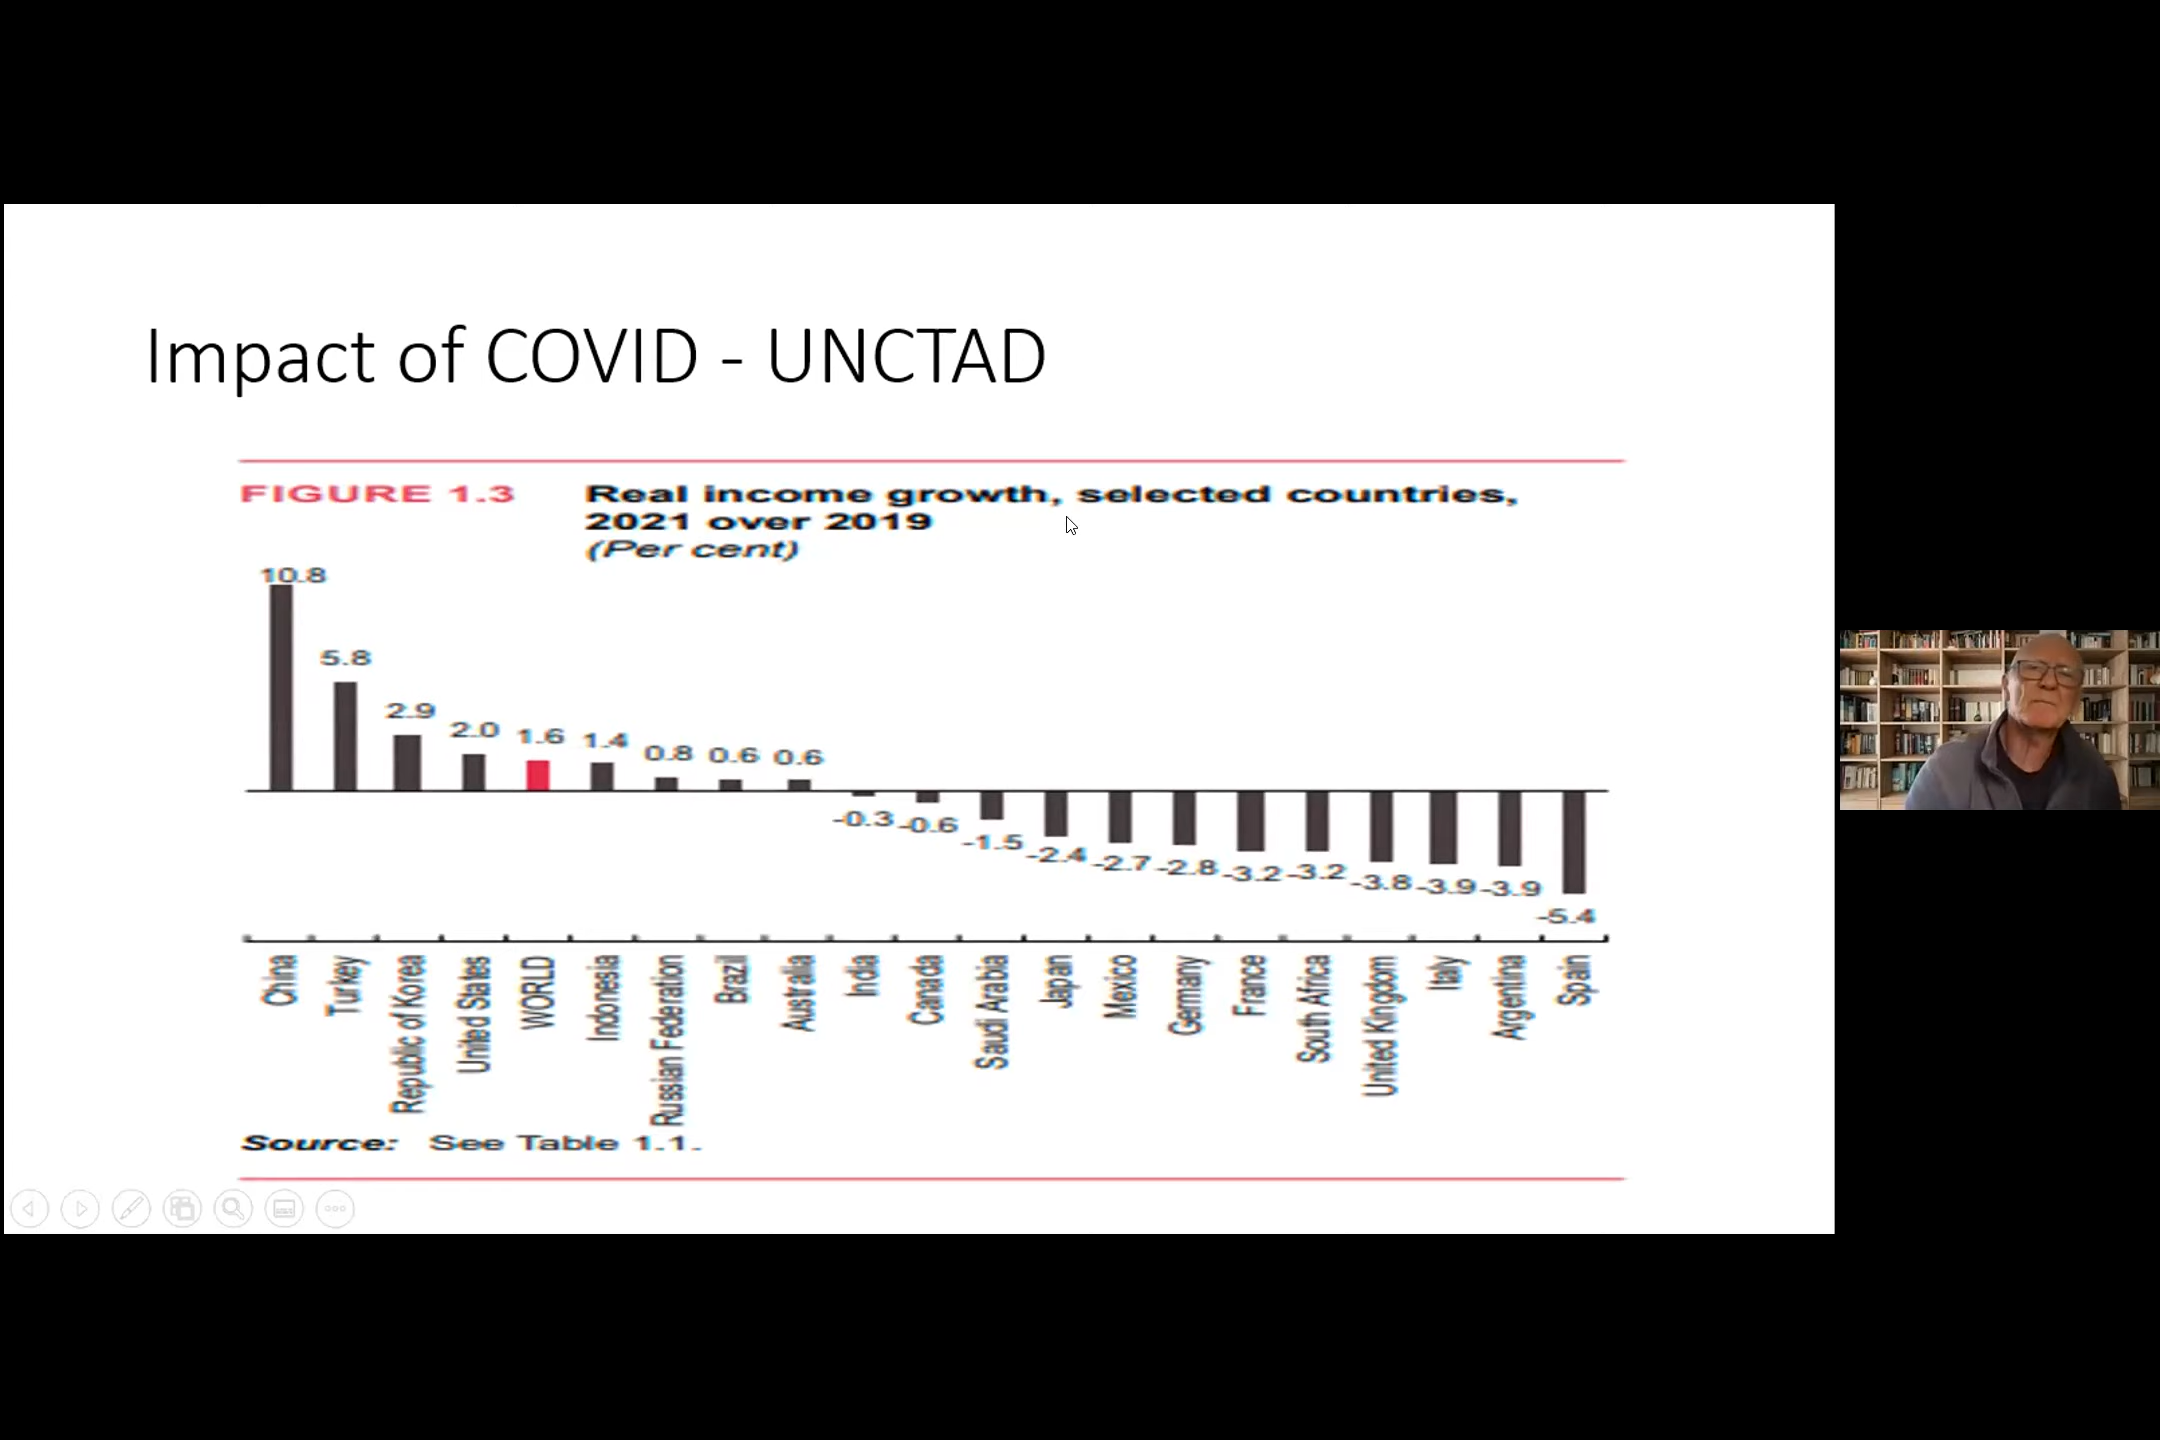 Impact of COVID - UNCTAD
FIGURE 1.3
Real income growth, selected countries,
2021 over 2019
(Per cent)
10.8
5.8
2.9
2.0
1.6
1.4
0.8
0.6
0.6
-0.3
-0.6
-1.5
-2.4
-2.7
-2.8
-3.2
-3.2
-3.8
-3.9
-3.9
-5.4
China
Turkey
Republic of Korea
United States
WORLD
Indonesia
Russian Federation
Brazil
Australia
India
Canada
Saudi Arabia
Japan
Mexico
Germany
France
South Africa
United Kingdom
Italy
Argentina
Spain
Source: See Table 1.1.